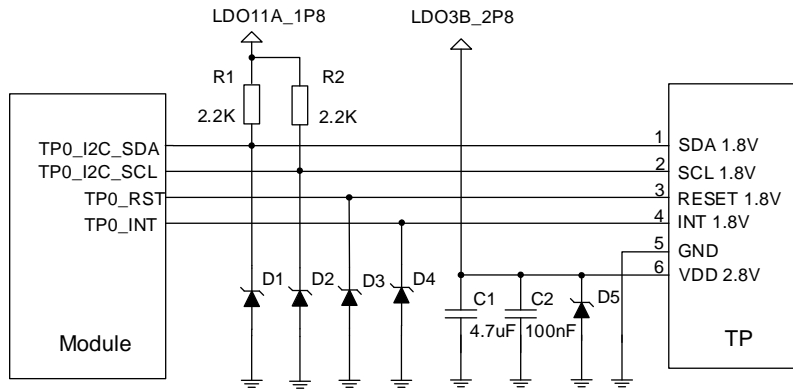 LDO11A_1P8
LDO3B_2P8
R1
R2
2.2K
2.2K
TP0_I2C_SDA
TP0_I2C_SCL
TP0_RST
TP0_INT
Module
1
2
3
4
5
6
SDA 1.8V
SCL 1.8V
RESET 1.8V
INT 1.8V
GND
VDD 2.8V
TP
D1
D2
D3
D4
C1
C2
D5
4.7uF
100nF